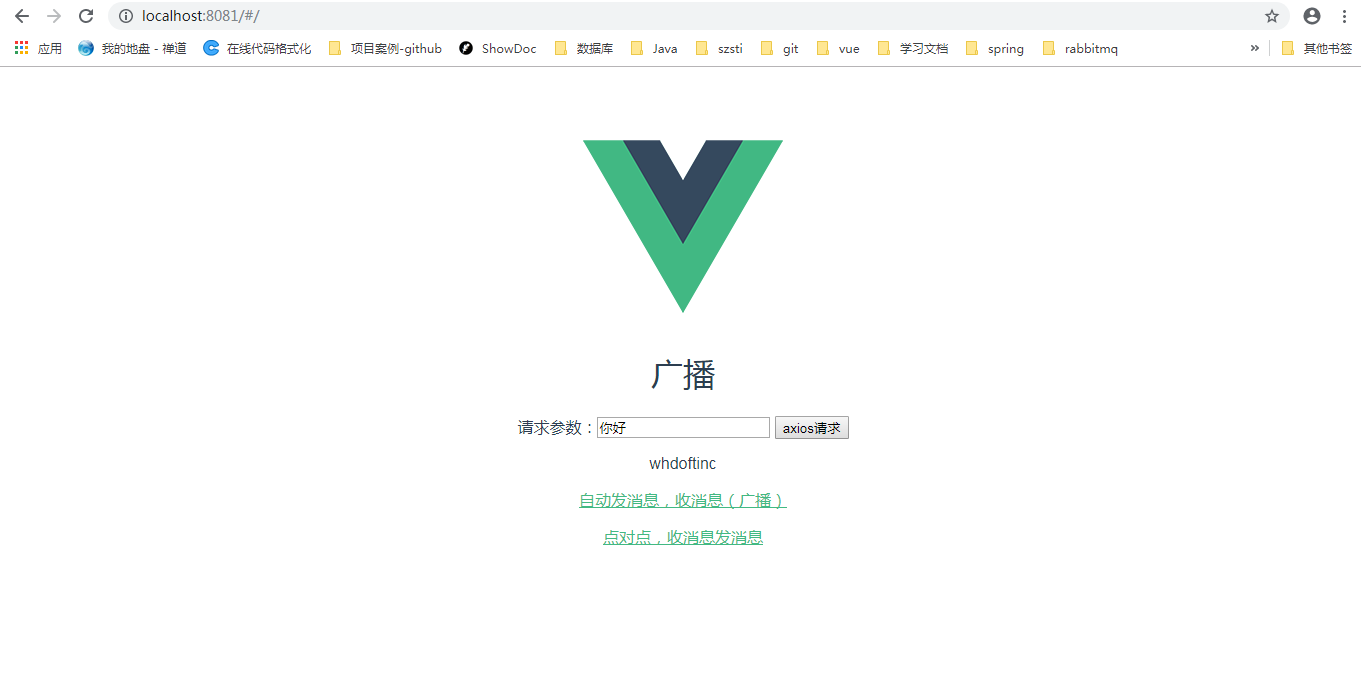 localhost:8081/#/
应用 我的地盘 - 禅道 在线代码格式化 项目案例-github ShowDoc 数据库 Java szsti git vue 学习文档 spring rabbitmq » 其他书签
广播
请求参数：你好 axios请求
whdoftinc
自动发消息，收消息（广播）
点对点，收消息发消息